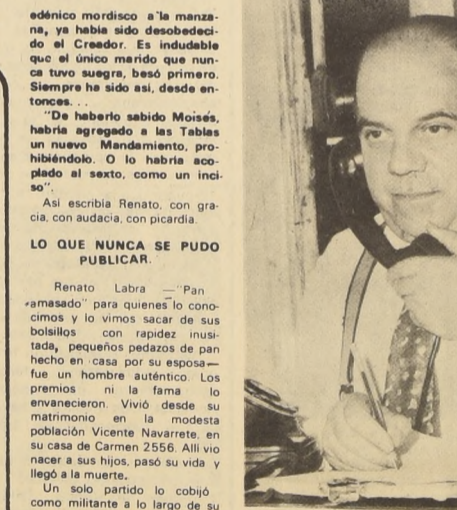 edénico mordisco a la manza-
na, ya había sido desobedeci-
do el Creador. Es indudable
que el único marido que nun-
ca tuvo suegra, besó primero.
Siempre ha sido asi, desde en-
tonces. . .
"De haberlo sabido Moisés,
habría agregado a las Tablas
un nuevo Mandamiento, pro-
hibiéndolo. O lo habría aco-
plado al sexto, como un inci-
so".
Asi escribía Renato, con gra-
cia, con audacia, con picardía.
LO QUE NUNCA SE PUDO
PUBLICAR.
Renato Labra —"Pan
amasado" para quienes lo cono-
cimos y lo vimos sacar de sus
bolsillos con rapidez inusi-
tada, pequeños pedazos de pan
hecho en casa por su esposa—
fue un hombre auténtico. Los
premios ni la fama lo
envanecieron. Vivió desde su
matrimonio en la modesta
población Vicente Navarrete, en
su casa de Carmen 2556. Alli vio
nacer a sus hijos, pasó su vida y
llegó a la muerte.
Un solo partido lo cobijó
como militante a lo largo de su